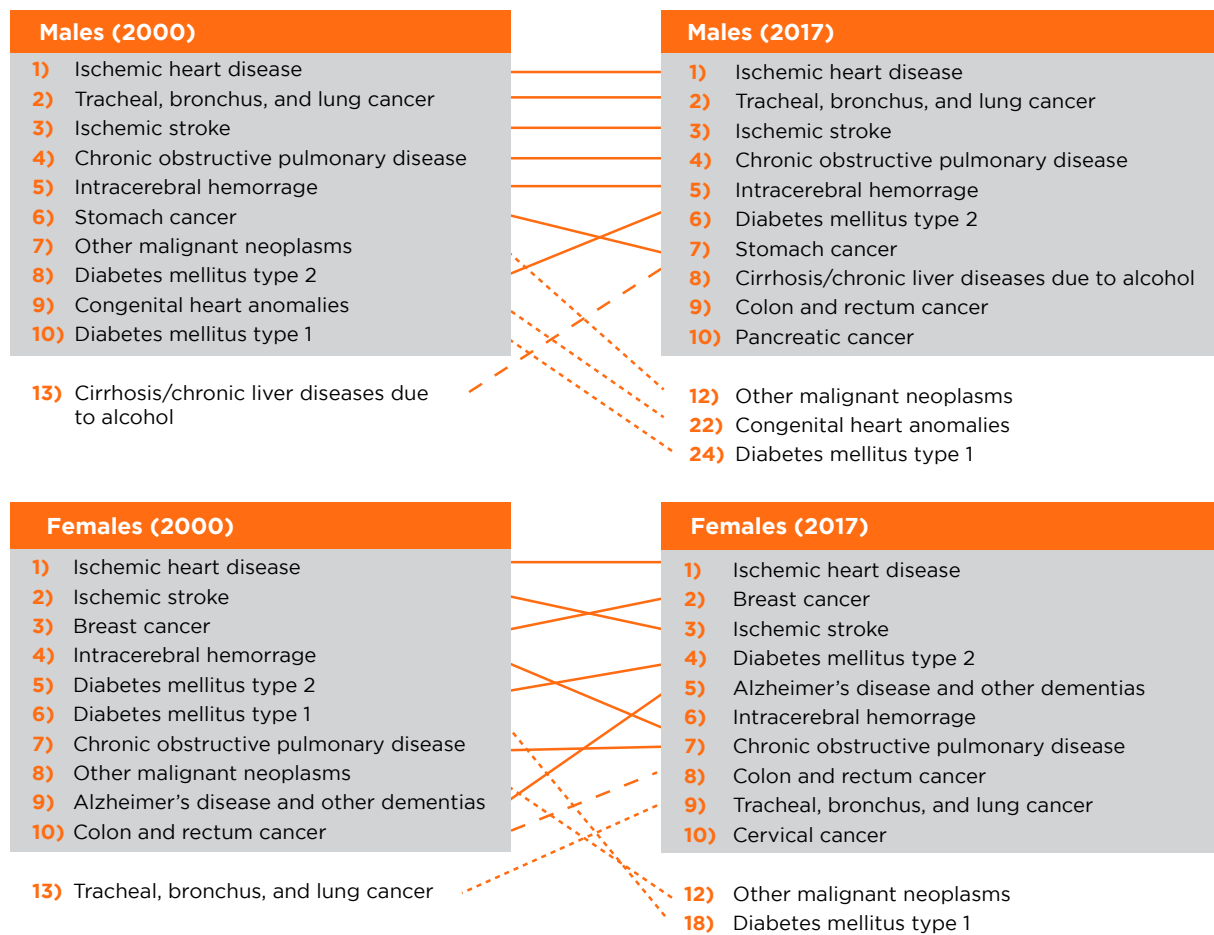 Males (2000)
1) Ischemic heart disease
2) Tracheal, bronchus, and lung cancer
3) Ischemic stroke
4) Chronic obstructive pulmonary disease
5) Intracerebral hemorrage
6) Stomach cancer
7) Other malignant neoplasms
8) Diabetes mellitus type 2
9) Congenital heart anomalies
10) Diabetes mellitus type 1
13) Cirrhosis/chronic liver diseases due
to alcohol
Males (2017)
1) Ischemic heart disease
2) Tracheal, bronchus, and lung cancer
3) Ischemic stroke
4) Chronic obstructive pulmonary disease
5) Intracerebral hemorrage
6) Diabetes mellitus type 2
7) Stomach cancer
8) Cirrhosis/chronic liver diseases due to alcohol
9) Colon and rectum cancer
10) Pancreatic cancer
12) Other malignant neoplasms
22) Congenital heart anomalies
24) Diabetes mellitus type 1
Females (2000)
1) Ischemic heart disease
2) Ischemic stroke
3) Breast cancer
4) Intracerebral hemorrage
5) Diabetes mellitus type 2
6) Diabetes mellitus type 1
7) Chronic obstructive pulmonary disease
8) Other malignant neoplasms
9) Alzheimer’s disease and other dementias
10) Colon and rectum cancer
13) Tracheal, bronchus, and lung cancer
Females (2017)
1) Ischemic heart disease
2) Breast cancer
3) Ischemic stroke
4) Diabetes mellitus type 2
5) Alzheimer’s disease and other dementias
6) Intracerebral hemorrage
7) Chronic obstructive pulmonary disease
8) Colon and rectum cancer
9) Tracheal, bronchus, and lung cancer
10) Cervical cancer
12) Other malignant neoplasms
18) Diabetes mellitus type 1